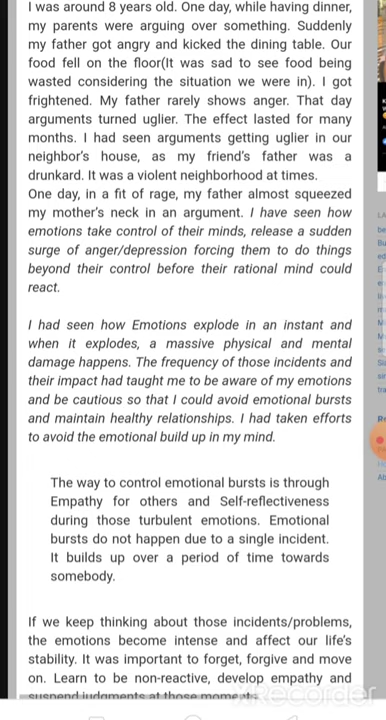 I was around 8 years old. One day, while having dinner,
my parents were arguing over something. Suddenly
my father got angry and kicked the dining table. Our
food fell on the floor(It was sad to see food being
wasted considering the situation we were in). I got
frightened. My father rarely shows anger. That day
arguments turned uglier. The effect lasted for many
months. I had seen arguments getting uglier in our
neighbor's house, as my friend's father was a
drunkard. It was a violent neighborhood at times.
One day, in a fit of rage, my father almost squeezed
my mother's neck in an argument. I have seen how
emotions take control of their minds, release a sudden
surge of anger/depression forcing them to do things
beyond their control before their rational mind could
react.
I had seen how Emotions explode in an instant and
when it explodes, a massive physical and mental
damage happens. The frequency of those incidents and
their impact had taught me to be aware of my emotions
and be cautious so that I could avoid emotional bursts
and maintain healthy relationships. I had taken efforts
to avoid the emotional build up in my mind.
The way to control emotional bursts is through
Empathy for others and Self-reflectiveness
during those turbulent emotions. Emotional
bursts do not happen due to a single incident.
It builds up over a period of time towards
somebody.
If we keep thinking about those incidents/problems,
the emotions become intense and affect our life's
stability. It was important to forget, forgive and move
on. Learn to be non-reactive, develop empathy and
suspend judgments at those moments
XRecorder